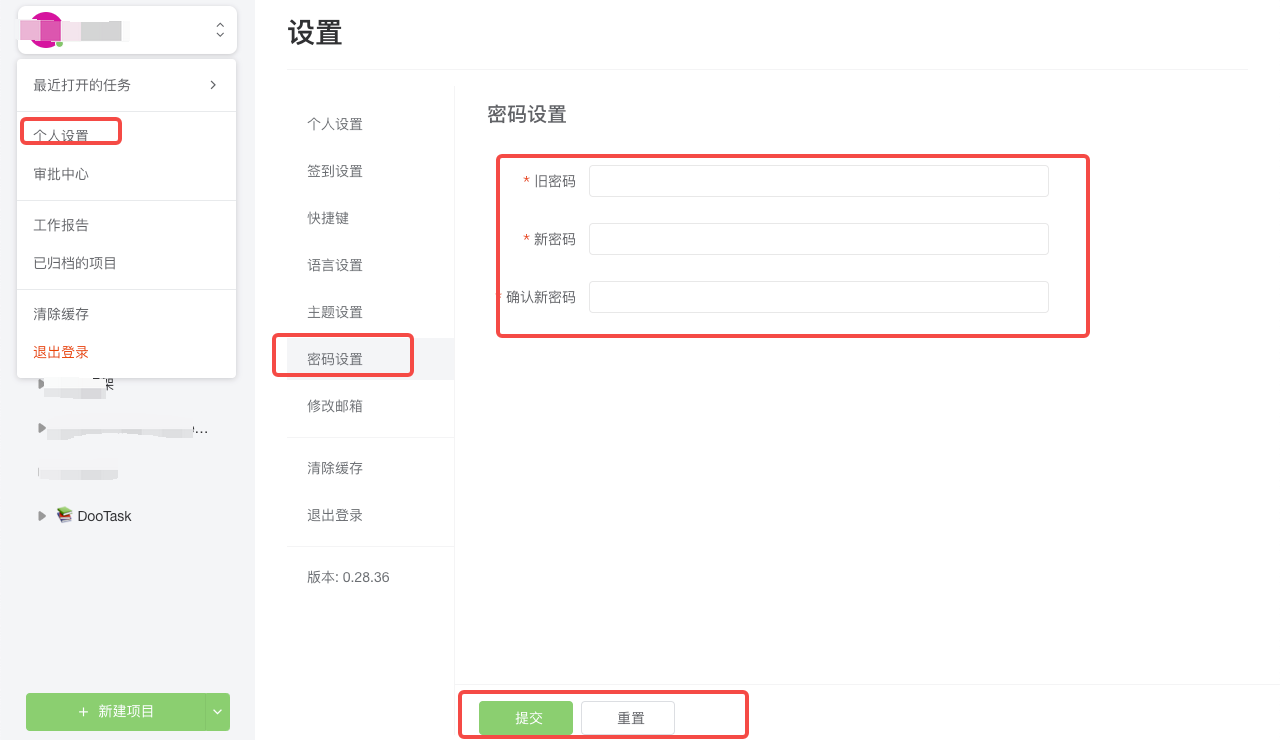 设置
最近打开的任务
个人设置
审批中心
工作报告
已归档的项目
清除缓存
退出登录
DooTask
+ 新建项目
个人设置
签到设置
快捷键
语言设置
主题设置
密码设置
修改邮箱
清除缓存
退出登录
版本: 0.28.36
密码设置
* 旧密码
* 新密码
* 确认新密码
提交
重置